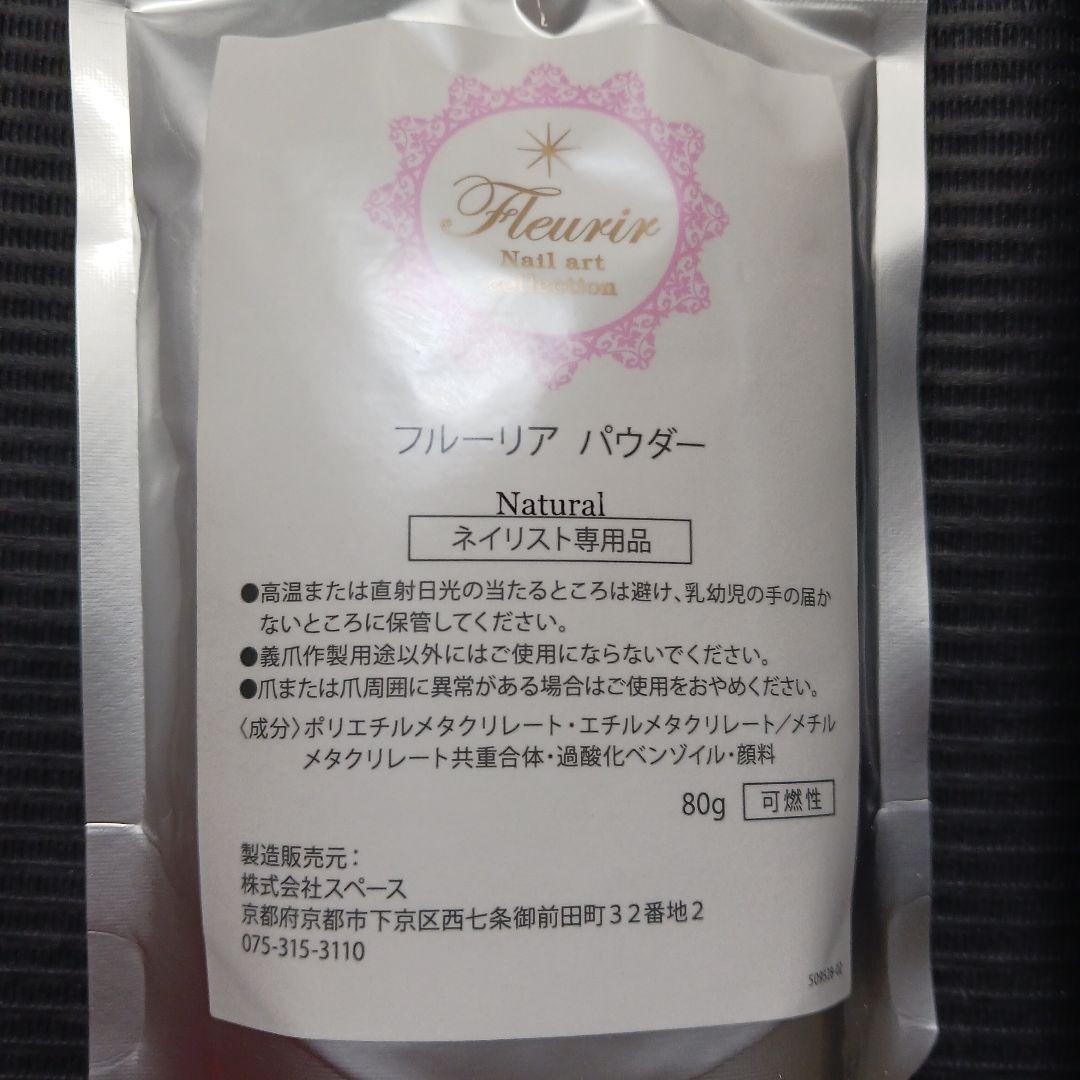 Fleurir
Nail art
collection
フルーリア パウダー
Natural
ネイリスト専用品
●高温または直射日光の当たるところは避け、乳幼児の手の届か
ないところに保管してください。
●義爪作製用途以外にはご使用にならないでください。
●爪または爪周囲に異常がある場合はご使用をおやめください。
〈成分〉ポリエチルメタクリレート・エチルメタクリレート／メチル
メタクリレート共重合体・過酸化ベンゾイル・顔料
80g 可燃性
製造販売元：
株式会社スペース
京都府京都市下京区西七条御前田町３２番地２
075-315-3110